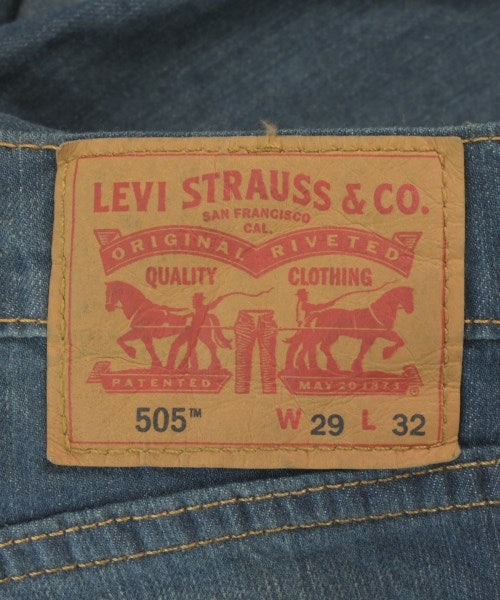 LEVI STRAUSS & CO.
SAN FRANCISCO
CAL.
ORIGINAL RIVETED
QUALITY CLOTHING
PATENTED MAY 20 1873
505™ W 29 L 32